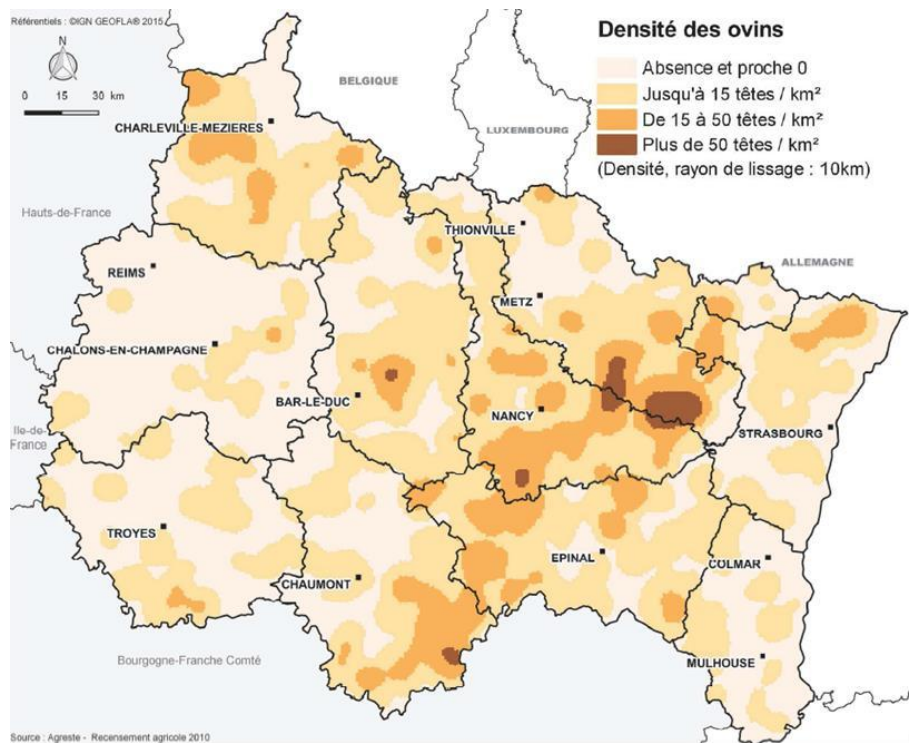 Référentiels : ©IGN GEOFLA® 2015
N
0 15 30 km
Densité des ovins
Absence et proche 0
Jusqu'à 15 têtes / km²
De 15 à 50 têtes / km²
Plus de 50 têtes / km²
(Densité, rayon de lissage : 10km)
BELGIQUE
LUXEMBOURG
CHARLEVILLE-MEZIERES
Hauts-de-France
THIONVILLE
ALLEMAGNE
REIMS
METZ
CHALONS-EN-CHAMPAGNE
BAR-LE-DUC
NANCY
Ile-de-
France
STRASBOURG
TROYES
EPINAL
COLMAR
CHAUMONT
Bourgogne-Franche Comté
MULHOUSE
Source : Agreste - Recensement agricole 2010